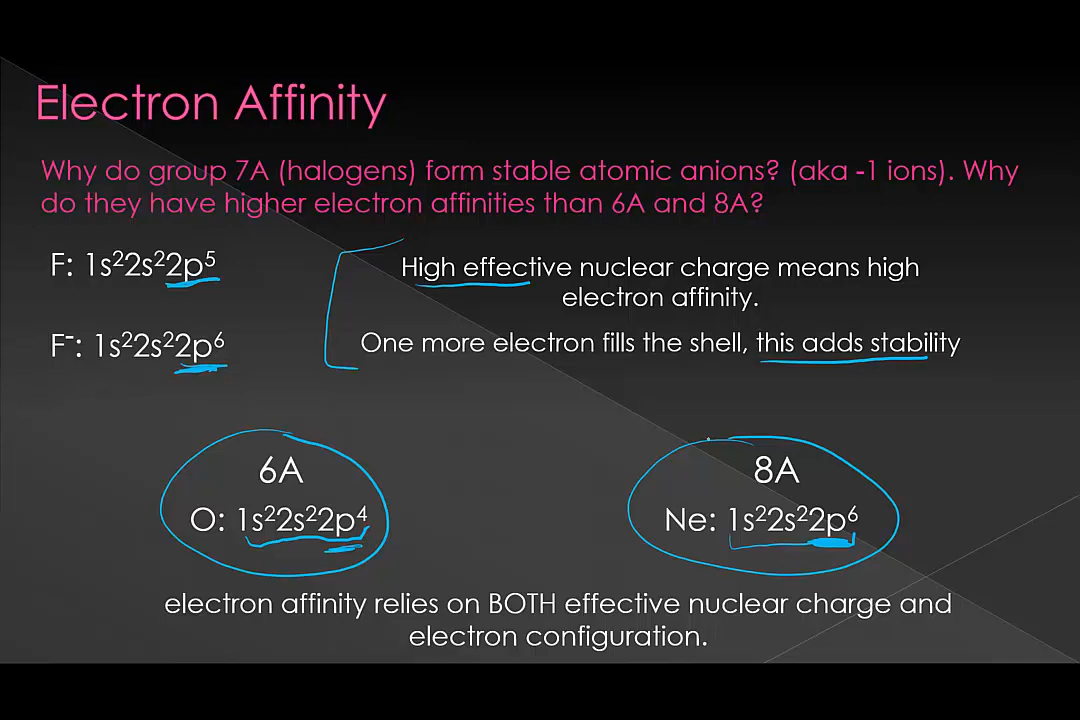 Electron Affinity
Why do group 7A (halogens) form stable atomic anions? (aka -1 ions). Why
do they have higher electron affinities than 6A and 8A?
F: 1s²2s²2p⁵
High effective nuclear charge means high
electron affinity.
F⁻: 1s²2s²2p⁶
One more electron fills the shell, this adds stability
6A
O: 1s²2s²2p⁴
8A
Ne: 1s²2s²2p⁶
electron affinity relies on BOTH effective nuclear charge and
electron configuration.